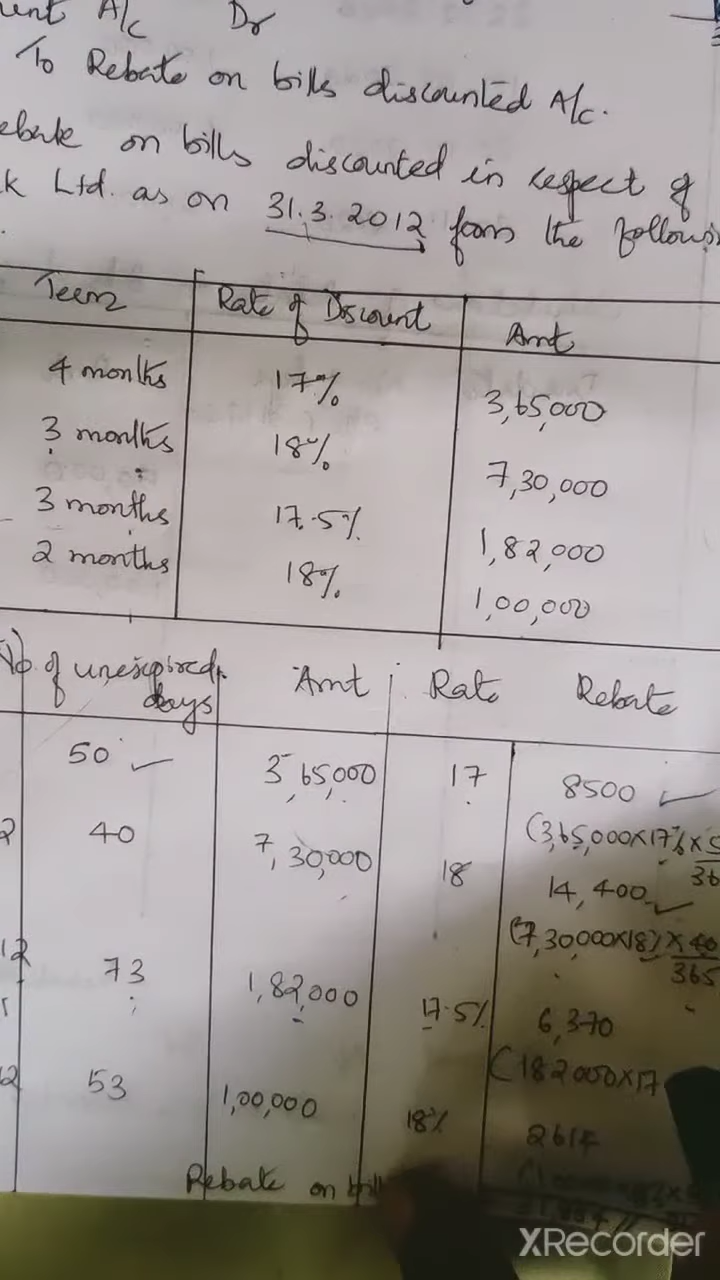 A/c Dr
To Rebate on bills discounted A/c.
on bills discounted in respect of
Ltd. as on 31.3.2012 from the
Term Rate of Discount Amt
4 months 17% 3,65,000
3 months 18% 7,30,000
3 months 17.5% 1,82,000
2 months 18% 1,00,000
No. of unexpired days Amt Rate Rebate
50 3,65,000 17 8500
(3,65,000×17%×
40 7,30,000 18 14,400
(7,30,000×18%)×40
365
12
73 1,82,000 17.5% 6,370
(182000×17
12 53 1,00,000 18% 2614
Rebate on
XRecorder